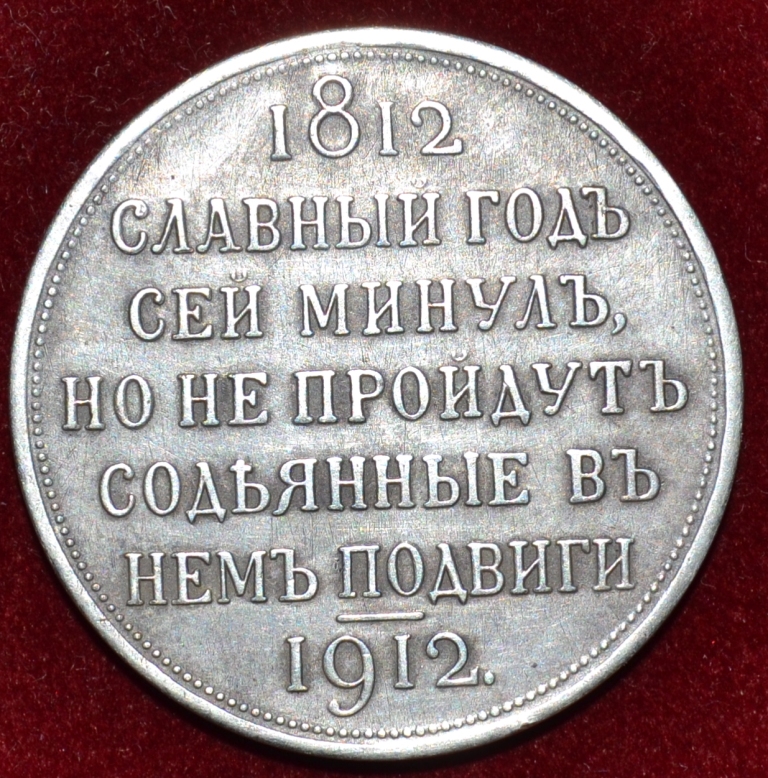 1812
СЛАВНЫЙ ГОДЪ
СЕЙ МИНУЛЪ,
НО НЕ ПРОЙДУТЪ
СОДѢЯННЫЕ ВЪ
НЕМЪ ПОДВИГИ
1912.